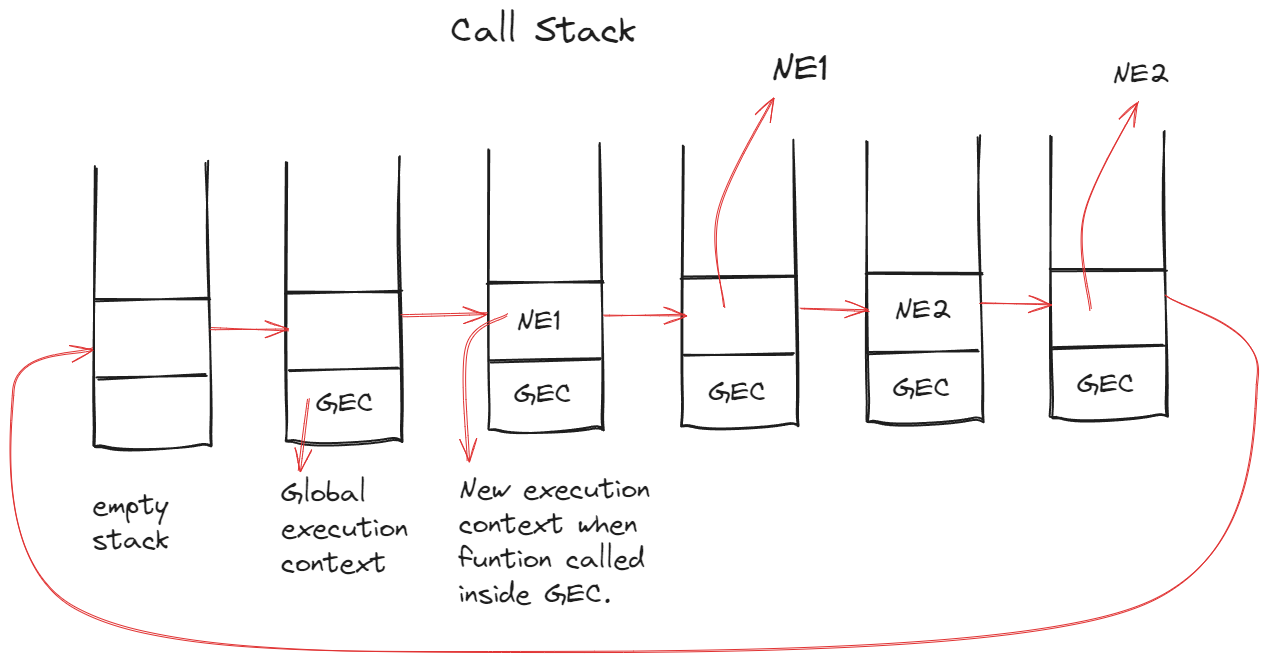 Call Stack
NE1
NE2
NE1
NE2
GEC
GEC
GEC
GEC
GEC
empty
stack
Global
execution
context
New execution
context when
funtion called
inside GEC.